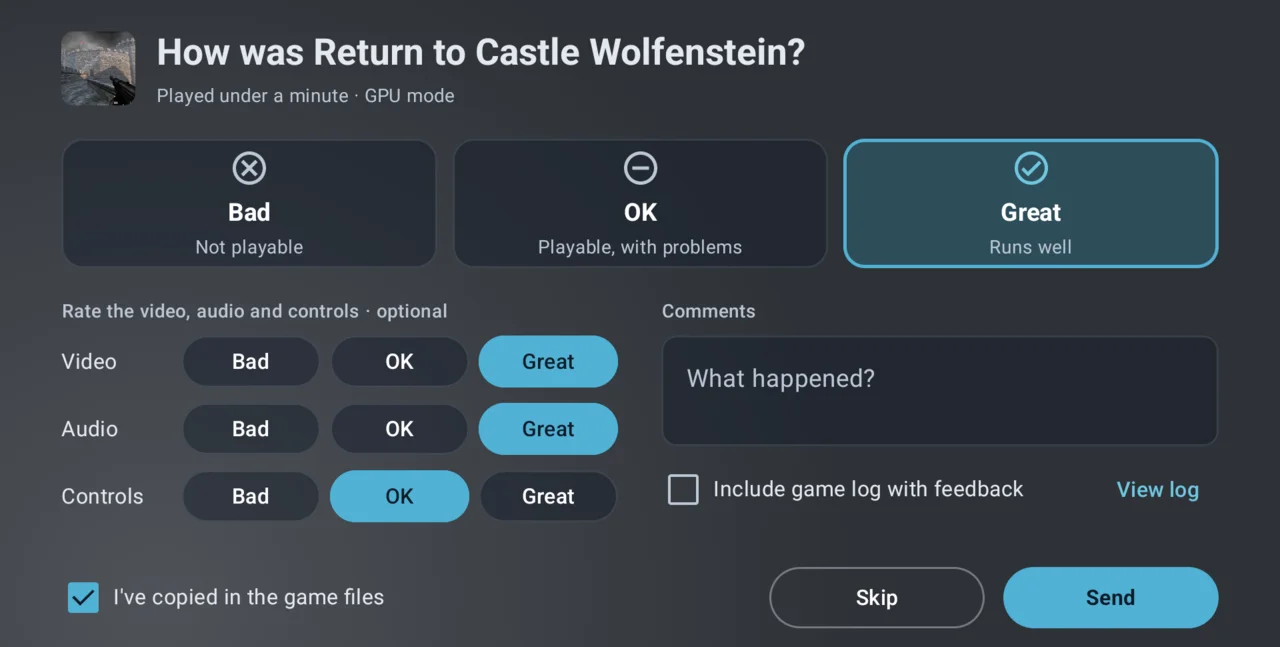 How was Return to Castle Wolfenstein?
Played under a minute · GPU mode
Bad
Not playable
OK
Playable, with problems
Great
Runs well
Rate the video, audio and controls · optional
Video Bad OK Great
Audio Bad OK Great
Controls Bad OK Great
Comments
What happened?
Include game log with feedback View log
I've copied in the game files
Skip Send